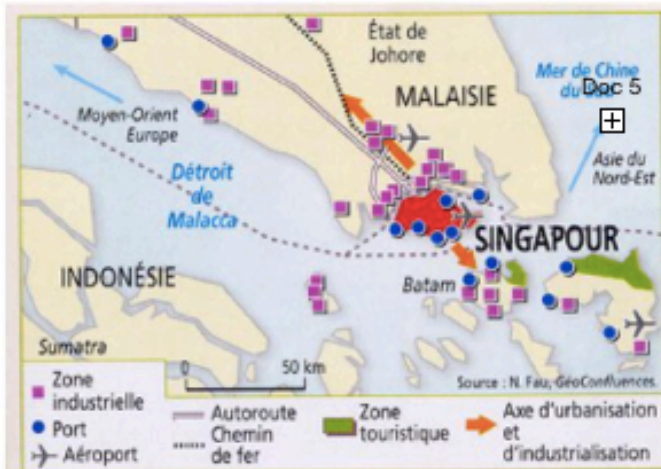 État de
Johore
Mer de Chine
du Sud
Doc 5
MALAISIE
Moyen-Orient
Europe
Asie du
Nord-Est
Détroit
de
Malacca
SINGAPOUR
INDONÉSIE
Batam
Sumatra
0 50 km
Source : N. Fau, GéoConfluences.
Zone
industrielle
Port
Aéroport
Autoroute
Chemin
de fer
Zone
touristique
Axe d'urbanisation
et
d'industrialisation